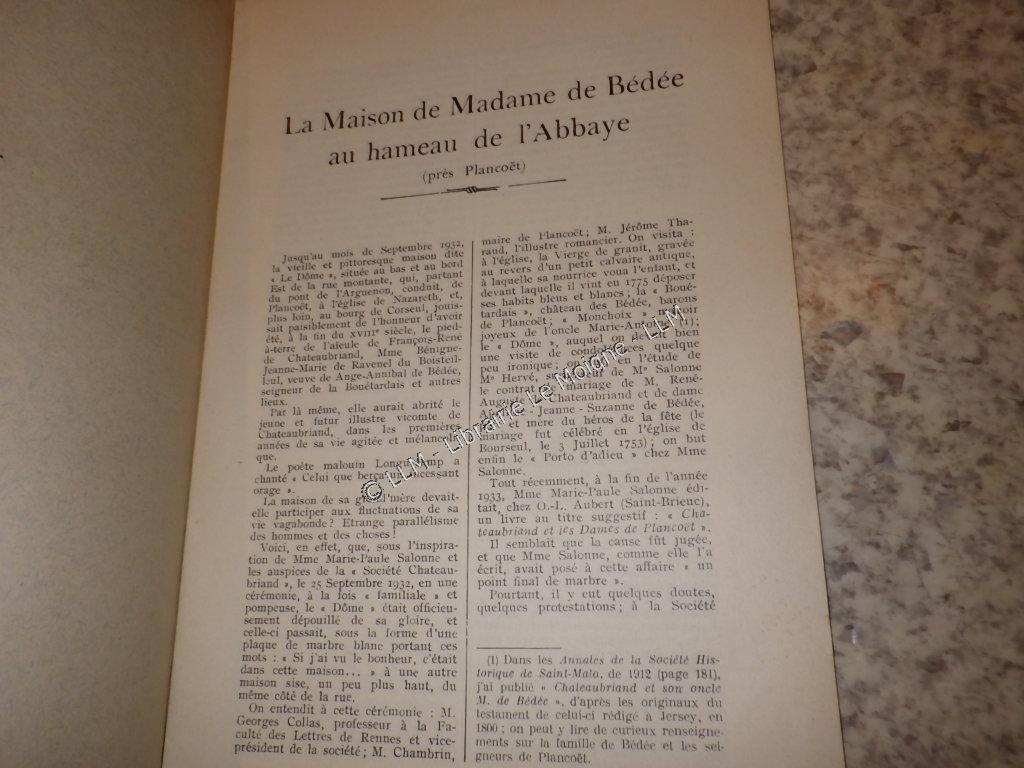 La Maison de Madame de Bédée
au hameau de l'Abbaye
(près Plancoët)
Jusqu'au mois de Septembre 1932,
la vieille et pittoresque maison dite
« Le Dôme », située au bas et au bord
Est de la rue montante, qui, partant
du pont de l'Arguenon, conduit, de
Plancoët, à l'église de Nazareth, et,
plus loin, au bourg de Corseul, jouis-
sait paisiblement de l'honneur d'avoir
été, à la fin du XVIIIe siècle, le pied-
à-terre de l'aïeule de François-René
de Chateaubriand, Mme Bénigne-
Jeanne-Marie de Ravenel du Boisteil-
leul, veuve de Ange-Annibal de Bédée,
seigneur de la Bouëtardais et autres
lieux.
Par là même, elle aurait abrité le
jeune et futur illustre vicomte de
Chateaubriand, dans les premières
années de sa vie agitée et mélancoli-
que.
Le poète malouin Longuecamp a
chanté « Celui que berça un incessant
orage ».
La maison de sa grand'mère devait-
elle participer aux fluctuations de sa
vie vagabonde ? Etrange parallélisme
des hommes et des choses !
Voici, en effet, que, sous l'inspira-
tion de Mme Marie-Paule Salonne et
les auspices de la « Société Chateau-
briand », le 25 Septembre 1932, en une
cérémonie, à la fois « familiale » et
pompeuse, le « Dôme » était officieu-
sement dépouillé de sa gloire, et
celle-ci passait, sous la forme d'une
plaque de marbre blanc portant ces
mots : « Si j'ai vu le bonheur, c'était
dans cette maison... » à une autre
maison sise, un peu plus haut, du
même côté de la rue.
On entendit à cette cérémonie : M.
Georges Collas, professeur à la Fa-
culté des Lettres de Rennes et vice-
président de la société ; M. Chambrin,
maire de Plancoët ; M. Jérôme Tha-
raud, l'illustre romancier. On visita :
à l'église, la Vierge de granit, gravée
au revers d'un petit calvaire antique,
à laquelle sa nourrice voua l'enfant, et
devant laquelle il vint en 1775 déposer
ses habits bleus et blancs ; la « Boué-
tardais », château des Bédée, barons
de Plancoët ; « Monchoix » manoir
joyeux de l'oncle Marie-Antoine (1) ;
le « Dôme », auquel on devait bien
une visite de condoléances quelque
peu ironique ; on en l'étude de
Me Hervé, successeur de Me Salonne
le contrat de mariage de M. René-
Auguste de Chateaubriand et de dame
- Jeanne - Suzanne de Bédée,
et mère du héros de la fête (le
mariage fut célébré en l'église de
Bourseul, le 3 Juillet 1753) ; on but
enfin le « Porto d'adieu » chez Mme
Salonne.
Tout récemment, à la fin de l'année
1933, Mme Marie-Paule Salonne édi-
tait, chez O.-L. Aubert (Saint-Brieuc),
un livre au titre suggestif : « Cha-
teaubriand et les Dames de Plancoët ».
Il semblait que la cause fût jugée,
et que Mme Salonne, comme elle l'a
écrit, avait posé à cette affaire « un
point final de marbre ».
Pourtant, il y eut quelques doutes,
quelques protestations ; à la Société
(1) Dans les Annales de la Société His-
torique de Saint-Malo, de 1912 (page 181),
j'ai publié « Chateaubriand et son oncle
M. de Bédée », d'après les originaux du
testament de celui-ci rédigé à Jersey, en
1800 ; on peut y lire de curieux renseigne-
ments sur la famille de Bédée et les sei-
gneurs de Plancoët.
© LLM - Librairie Le Moigne - LLM